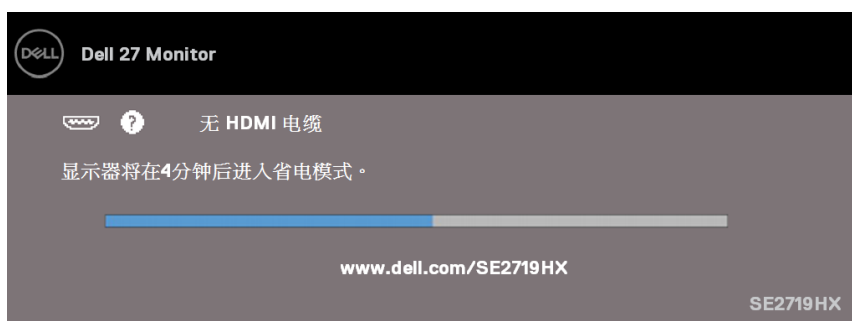 DELL
Dell 27 Monitor
? 无 HDMI 电缆
显示器将在4分钟后进入省电模式。
www.dell.com/SE2719HX
SE2719HX